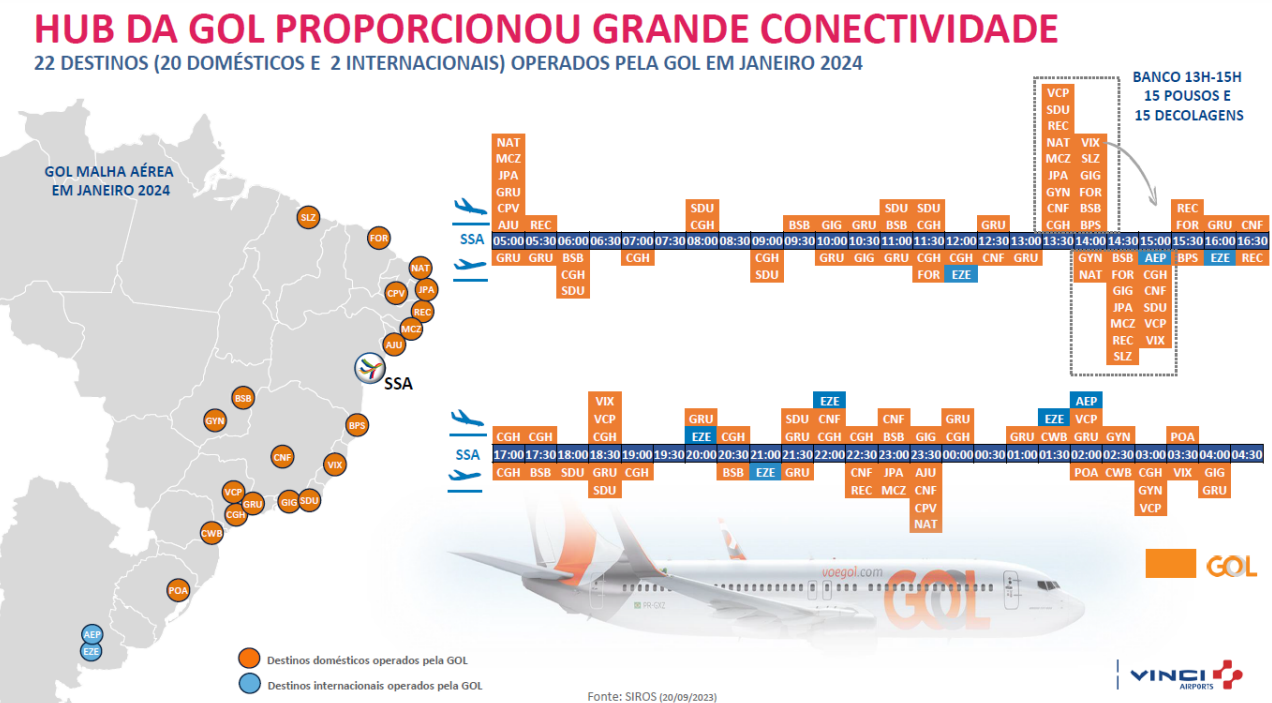 HUB DA GOL PROPORCIONOU GRANDE CONECTIVIDADE
22 DESTINOS (20 DOMÉSTICOS E 2 INTERNACIONAIS) OPERADOS PELA GOL EM JANEIRO 2024
GOL MALHA AÉREA
EM JANEIRO 2024
SLZ
FOR
NAT
CPV JPA
REC
MCZ
AJU
SSA
BSB
GYN
BPS
CNF
VIX
VCP
GRU GIG SDU
CGH
CWB
POA
AEP
EZE
Destinos domésticos operados pela GOL
Destinos internacionais operados pela GOL
BANCO 13H-15H
15 POUSOS E
15 DECOLAGENS
VCP
SDU
REC
NAT NAT VIX
MCZ MCZ SLZ
JPA JPA GIG
GRU GYN FOR
CPV SDU SDU SDU CNF BSB REC
AJU REC CGH BSB GIG GRU BSB CGH GRU CGH BPS FOR GRU CNF
SSA 05:00 05:30 06:00 06:30 07:00 07:30 08:00 08:30 09:00 09:30 10:00 10:30 11:00 11:30 12:00 12:30 13:00 13:30 14:00 14:30 15:00 15:30 16:00 16:30
GRU GRU BSB CGH CGH GRU GIG GRU CGH CGH CNF GRU GYN BSB AEP BPS EZE REC
CGH SDU FOR EZE NAT FOR CGH
SDU GIG CNF
JPA SDU
MCZ VCP
REC VIX
SLZ
VIX EZE AEP
VCP GRU SDU CNF CNF GRU EZE VCP
CGH CGH CGH EZE CGH GRU CGH CGH BSB GIG CGH GRU CWB GRU GYN POA
SSA 17:00 17:30 18:00 18:30 19:00 19:30 20:00 20:30 21:00 21:30 22:00 22:30 23:00 23:30 00:00 00:30 01:00 01:30 02:00 02:30 03:00 03:30 04:00 04:30
CGH BSB SDU GRU CGH BSB EZE GRU CNF JPA AJU POA CWB CGH VIX GIG
SDU REC MCZ CNF GYN GRU
CPV VCP
NAT
voegol.com
GOL
PR-GXZ
GOL
VINCI
AIRPORTS
Fonte: SIROS (20/09/2023)